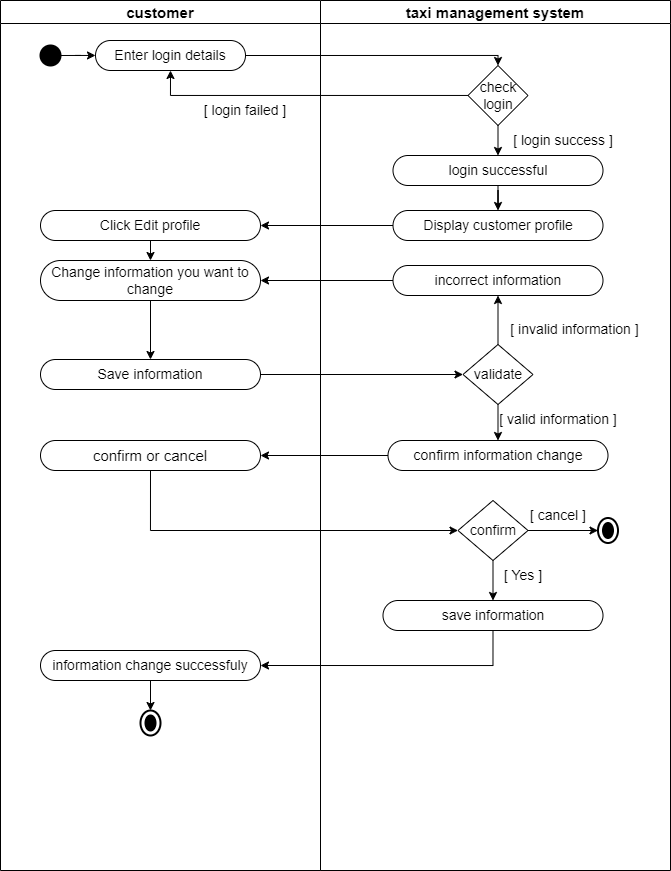 customer
taxi management system
Enter login details
check
login
[ login failed ]
[ login success ]
login successful
Click Edit profile
Display customer profile
Change information you want to
change
incorrect information
[ invalid information ]
Save information
validate
[ valid information ]
confirm or cancel
confirm information change
confirm
[ cancel ]
[ Yes ]
save information
information change successfuly